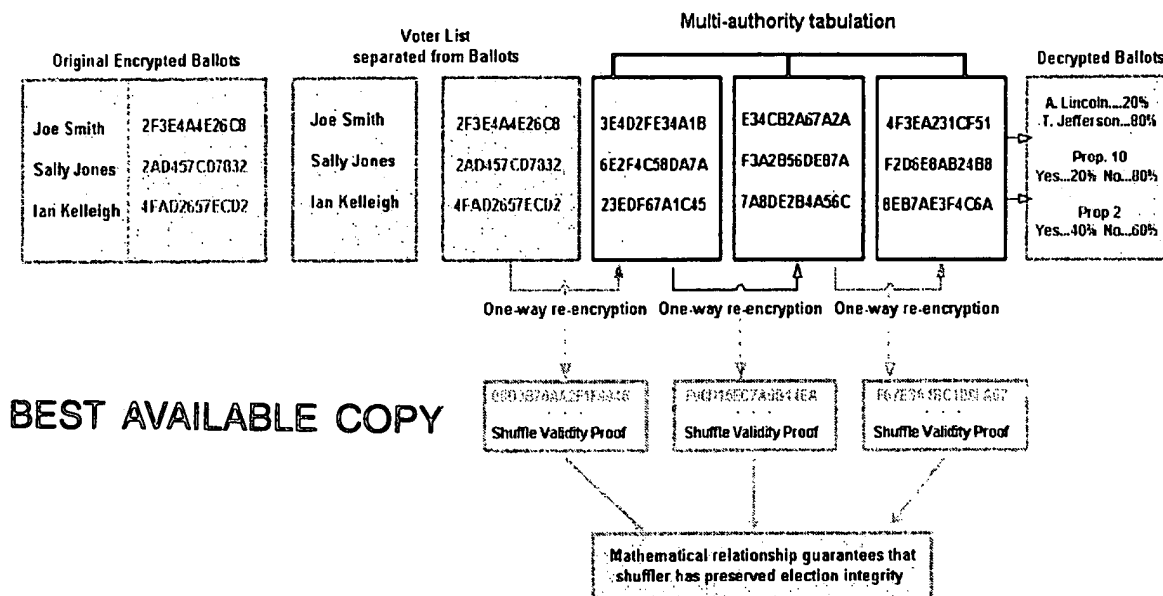 Multi-authority tabulation
Voter List
separated from Ballots
Original Encrypted Ballots
Decrypted Ballots
Joe Smith
2F3E4A4E26C8
Sally Jones
2AD457CD7832
Ian Kelleigh
4FAD2657ECD2
Joe Smith
Sally Jones
Ian Kelleigh
2F3E4A4E26C8
2AD457CD7832
4FAD2657ECD2
3E4D2FE34A1B
6E2F4C58DA7A
23EDF67A1C45
E34CB2A67A2A
F3A2B56DE87A
7A8DE2B4A56C
4F3EA231CF51
F2D6E8AB24B8
8EB7AE3F4C6A
A. Lincoln....20%
T. Jefferson...80%
Prop. 10
Yes...20% No...80%
Prop 2
Yes...40% No...60%
One-way re-encryption
One-way re-encryption
One-way re-encryption
BEST AVAILABLE COPY
Shuffle Validity Proof
Shuffle Validity Proof
Shuffle Validity Proof
Mathematical relationship guarantees that
shuffler has preserved election integrity